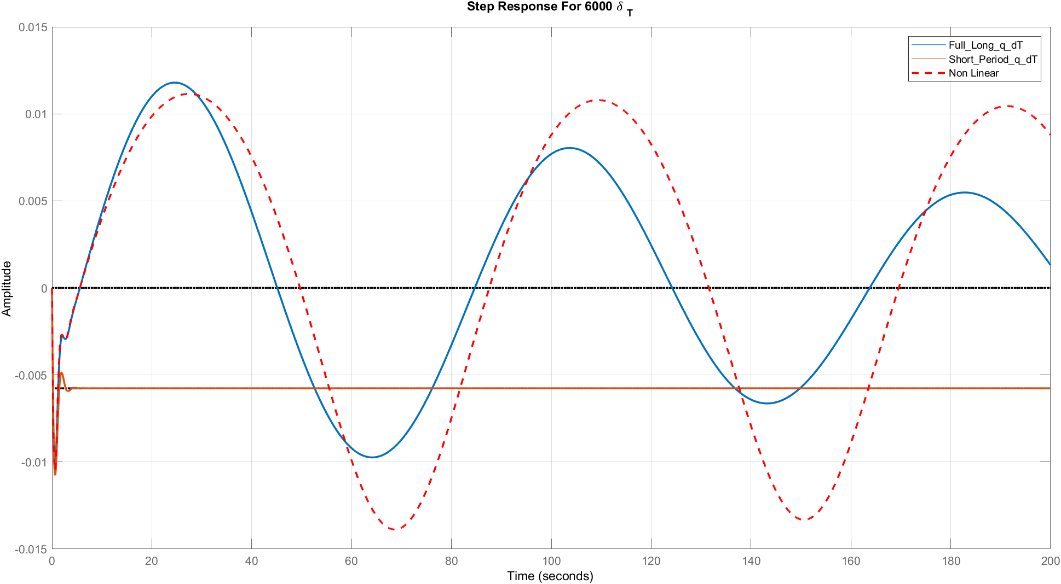 Step Response For 6000 δ T
Full_Long_q_dT
Short_Period_q_dT
Non Linear
Amplitude
0.015
0.01
0.005
0
-0.005
-0.01
-0.015
0 20 40 60 80 100 120 140 160 180 200
Time (seconds)